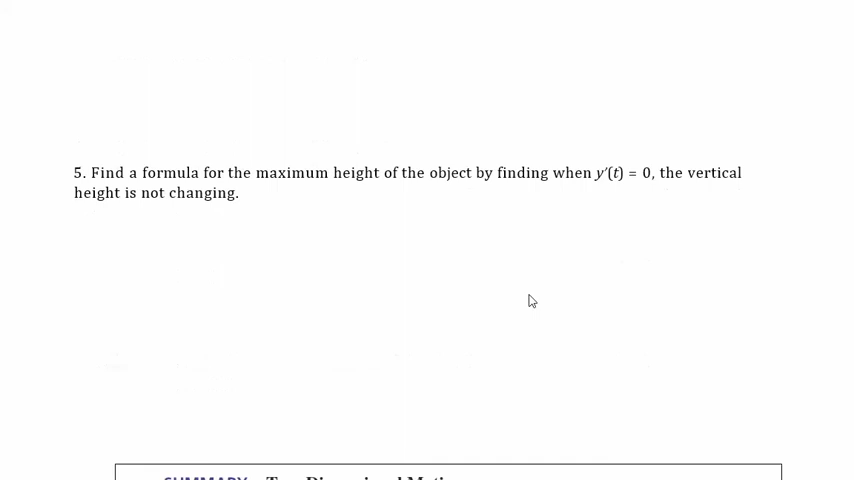 5. Find a formula for the maximum height of the object by finding when y′(t) = 0, the vertical
height is not changing.
SUMMARY